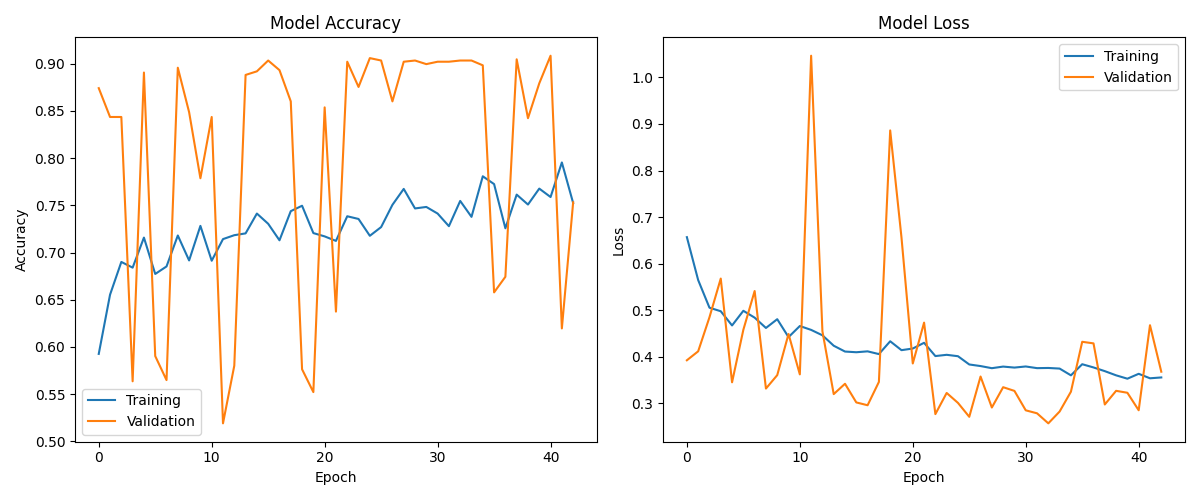 Model Accuracy
0.90
0.85
0.80
0.75
0.70
0.65
0.60
0.55
0.50
Accuracy
Training
Validation
0 10 20 30 40
Epoch
Model Loss
Training
Validation
1.0
0.9
0.8
0.7
0.6
0.5
0.4
0.3
Loss
0 10 20 30 40
Epoch